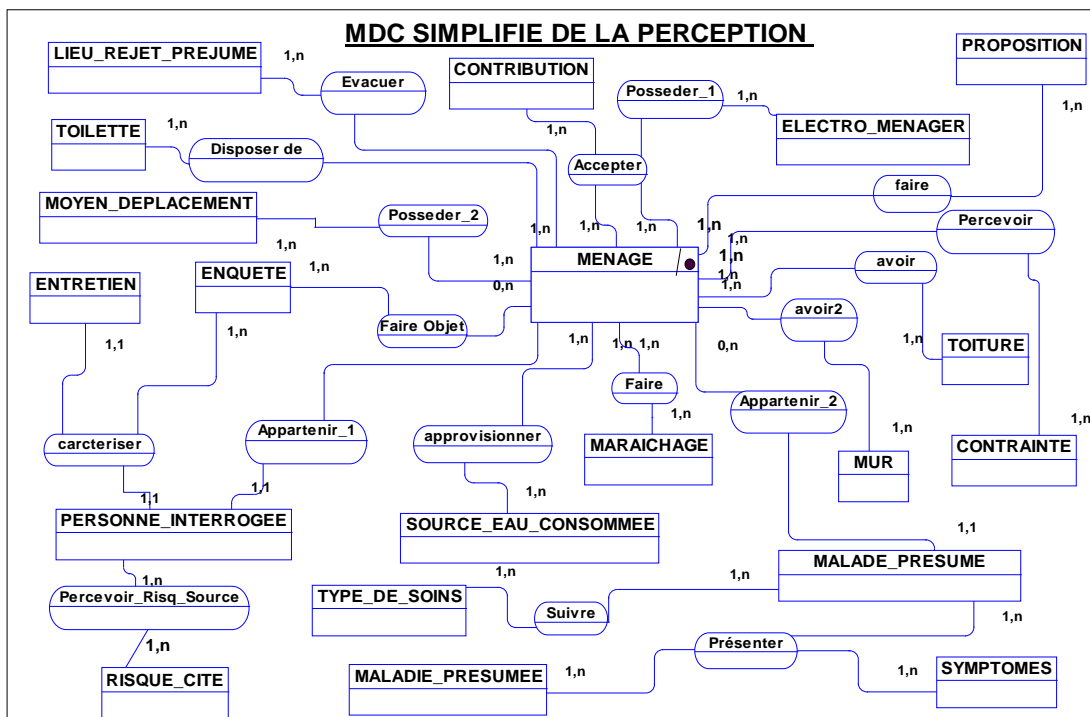 MDC SIMPLIFIE DE LA PERCEPTION
LIEU_REJET_PREJUME
1,n
Evacuer
CONTRIBUTION
1,n
Posseder_1
1,n
ELECTRO_MENAGER
PROPOSITION
1,n
TOILETTE
1,n
Disposer de
Accepter
faire
MOYEN_DEPLACEMENT
Posseder_2
1,n
1,n
1,n
1,n
1,n
Percevoir
1,n
ENTRETIEN
ENQUETE
1,n
1,n
1,n
0,n
MENAGE
1,n
1,n
1,n
avoir
1,n
Faire Objet
avoir2
1,1
1,n
1,n
1,n
1,n
0,n
1,n
TOITURE
Faire
Appartenir_2
carcteriser
Appartenir_1
approvisionner
1,n
MARAICHAGE
1,n
MUR
1,n
CONTRAINTE
1,1
1,1
1,n
PERSONNE_INTERROGEE
SOURCE_EAU_CONSOMMEE
1,1
MALADE_PRESUME
1,n
Percevoir_Risq_Source
1,n
TYPE_DE_SOINS
Suivre
1,n
1,n
1,n
RISQUE_CITE
Présenter
MALADIE_PRESUMEE
1,n
1,n
SYMPTOMES